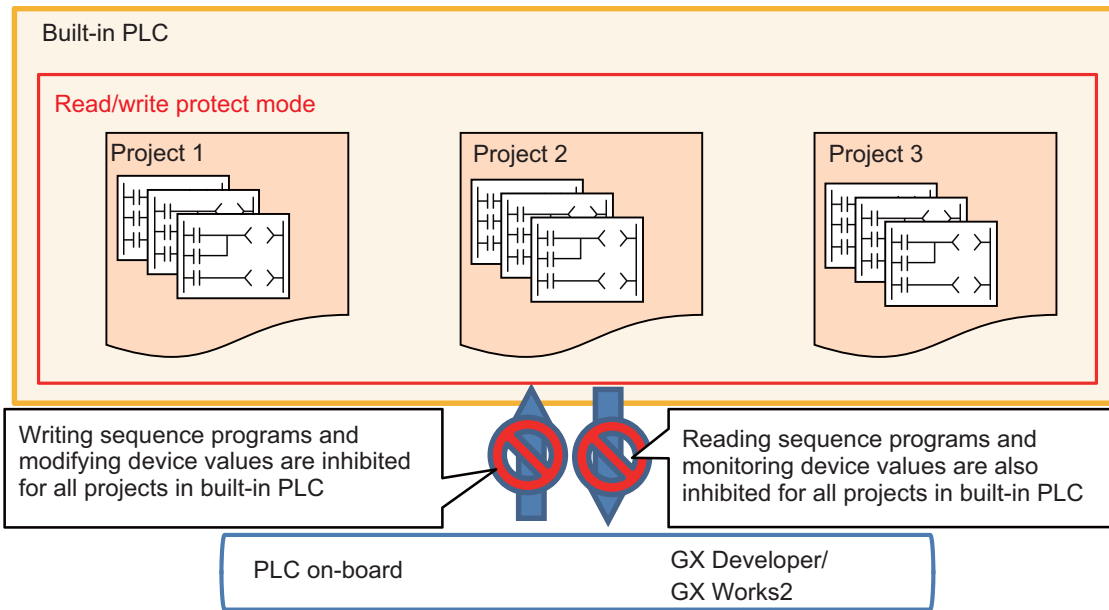 Built-in PLC
Read/write protect mode
Project 1
Project 2
Project 3
Writing sequence programs and
modifying device values are inhibited
for all projects in built-in PLC
Reading sequence programs and
monitoring device values are also
inhibited for all projects in built-in PLC
PLC on-board
GX Developer/
GX Works2